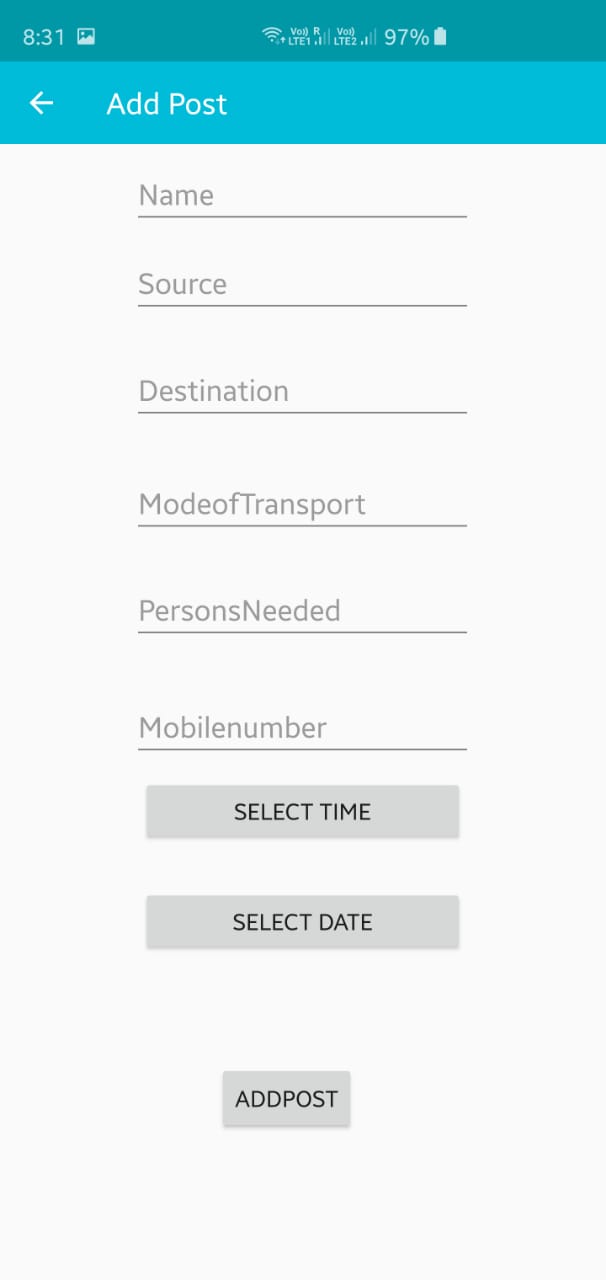 8:31 Vo)) R Vo)) LTE1 LTE2 97%
Add Post
Name
Source
Destination
ModeofTransport
PersonsNeeded
Mobilenumber
SELECT TIME
SELECT DATE
ADDPOST